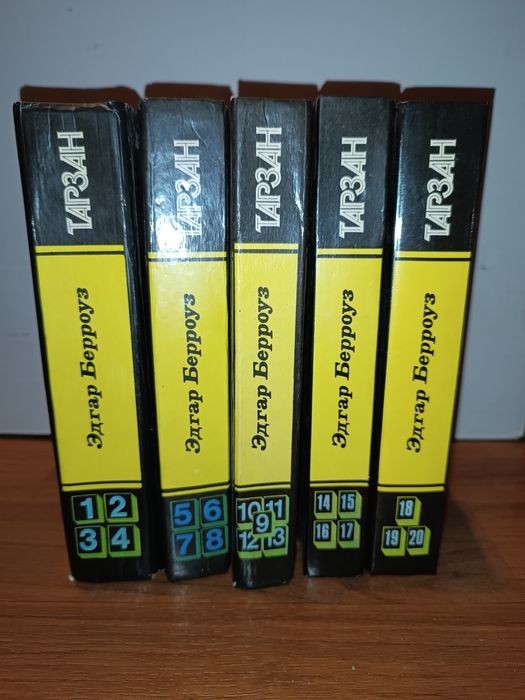 ТАРЗАН
Эдгар Берроуз
1 2
3 4
ТАРЗАН
Эдгар Берроуз
5 6
7 8
ТАРЗАН
Эдгар Берроуз
10 11
9
12 13
ТАРЗАН
Эдгар Берроуз
14 15
16 17
ТАРЗАН
Эдгар Берроуз
18
19 20